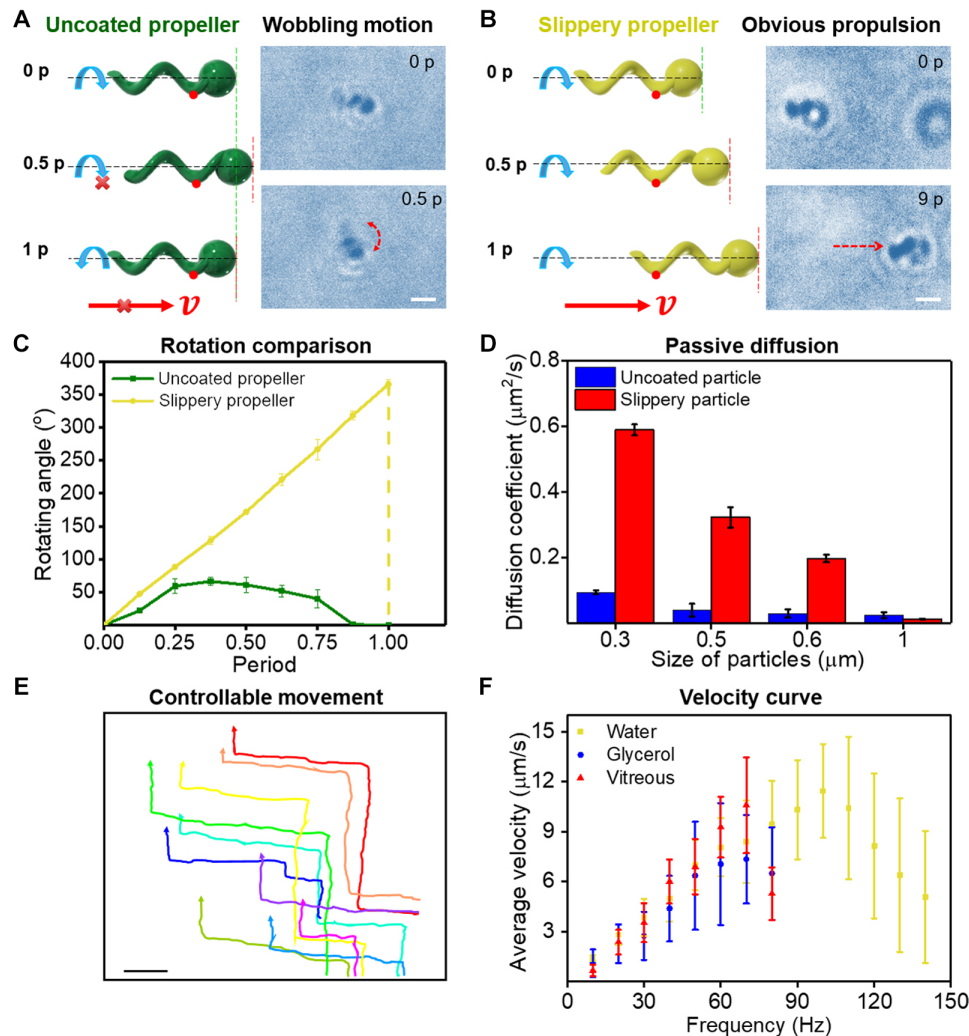 A
Uncoated propeller
Wobbling motion
0 p
0 p
0.5 p
0.5 p
1 p
v
B
Slippery propeller
Obvious propulsion
0 p
0 p
0.5 p
9 p
1 p
v
C
Rotation comparison
400
350
300
250
200
150
100
50
0
Rotating angle (º)
Uncoated propeller
Slippery propeller
0.00
0.25
0.50
0.75
1.00
Period
D
Passive diffusion
0.8
0.6
0.4
0.2
Diffusion coefficient (μm²/s)
Uncoated particle
Slippery particle
0.3
0.5
0.6
1
Size of particles (μm)
E
Controllable movement
F
Velocity curve
15
12
9
6
3
Average velocity (μm/s)
Water
Glycerol
Vitreous
0
30
60
90
120
150
Frequency (Hz)